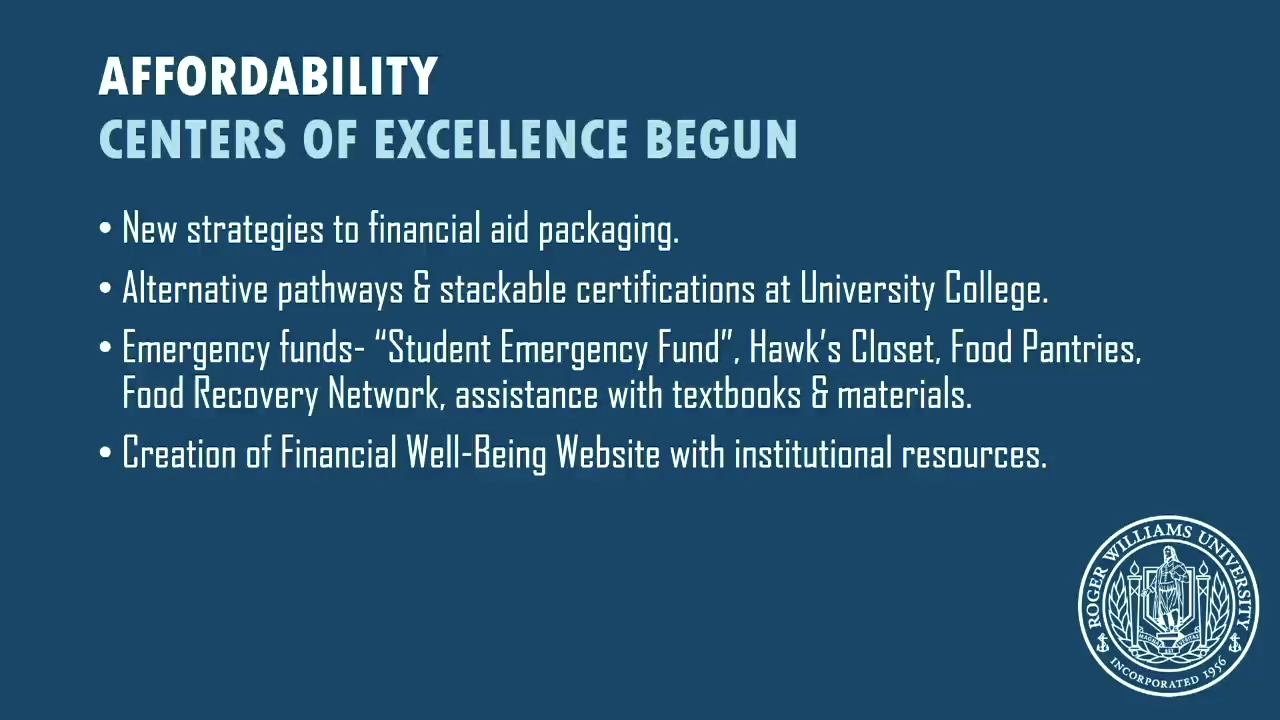 AFFORDABILITY
CENTERS OF EXCELLENCE BEGUN
• New strategies to financial aid packaging.
• Alternative pathways & stackable certifications at University College.
• Emergency funds- “Student Emergency Fund”, Hawk’s Closet, Food Pantries,
Food Recovery Network, assistance with textbooks & materials.
• Creation of Financial Well-Being Website with institutional resources.
ROGER WILLIAMS UNIVERSITY
INCORPORATED 1956